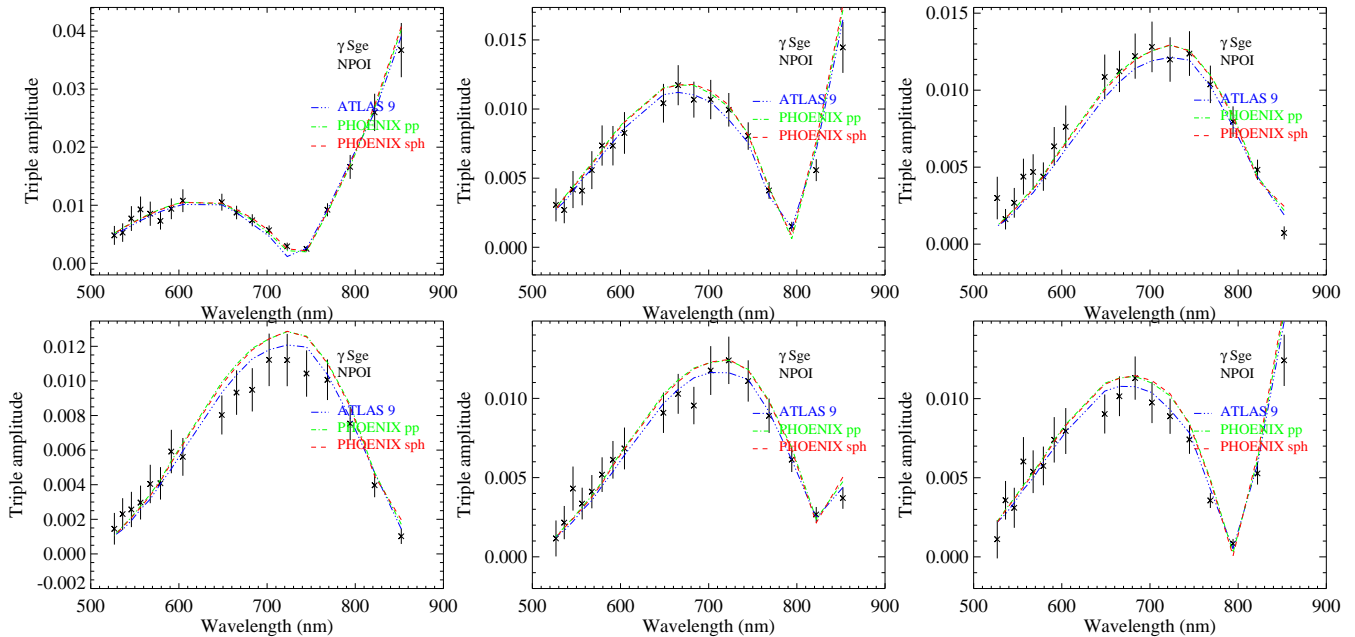 0.04
0.03
0.02
0.01
0.00
Triple amplitude
γ Sge
NPOI
ATLAS 9
PHOENIX pp
PHOENIX sph
500 600 700 800 900
Wavelength (nm)
0.015
0.010
0.005
0.000
Triple amplitude
γ Sge
NPOI
ATLAS 9
PHOENIX pp
PHOENIX sph
500 600 700 800 900
Wavelength (nm)
0.015
0.010
0.005
0.000
Triple amplitude
γ Sge
NPOI
ATLAS 9
PHOENIX pp
PHOENIX sph
500 600 700 800 900
Wavelength (nm)
0.012
0.010
0.008
0.006
0.004
0.002
0.000
-0.002
Triple amplitude
γ Sge
NPOI
ATLAS 9
PHOENIX pp
PHOENIX sph
500 600 700 800 900
Wavelength (nm)
0.010
0.005
0.000
Triple amplitude
γ Sge
NPOI
ATLAS 9
PHOENIX pp
PHOENIX sph
500 600 700 800 900
Wavelength (nm)
0.010
0.005
0.000
Triple amplitude
γ Sge
NPOI
ATLAS 9
PHOENIX pp
PHOENIX sph
500 600 700 800 900
Wavelength (nm)